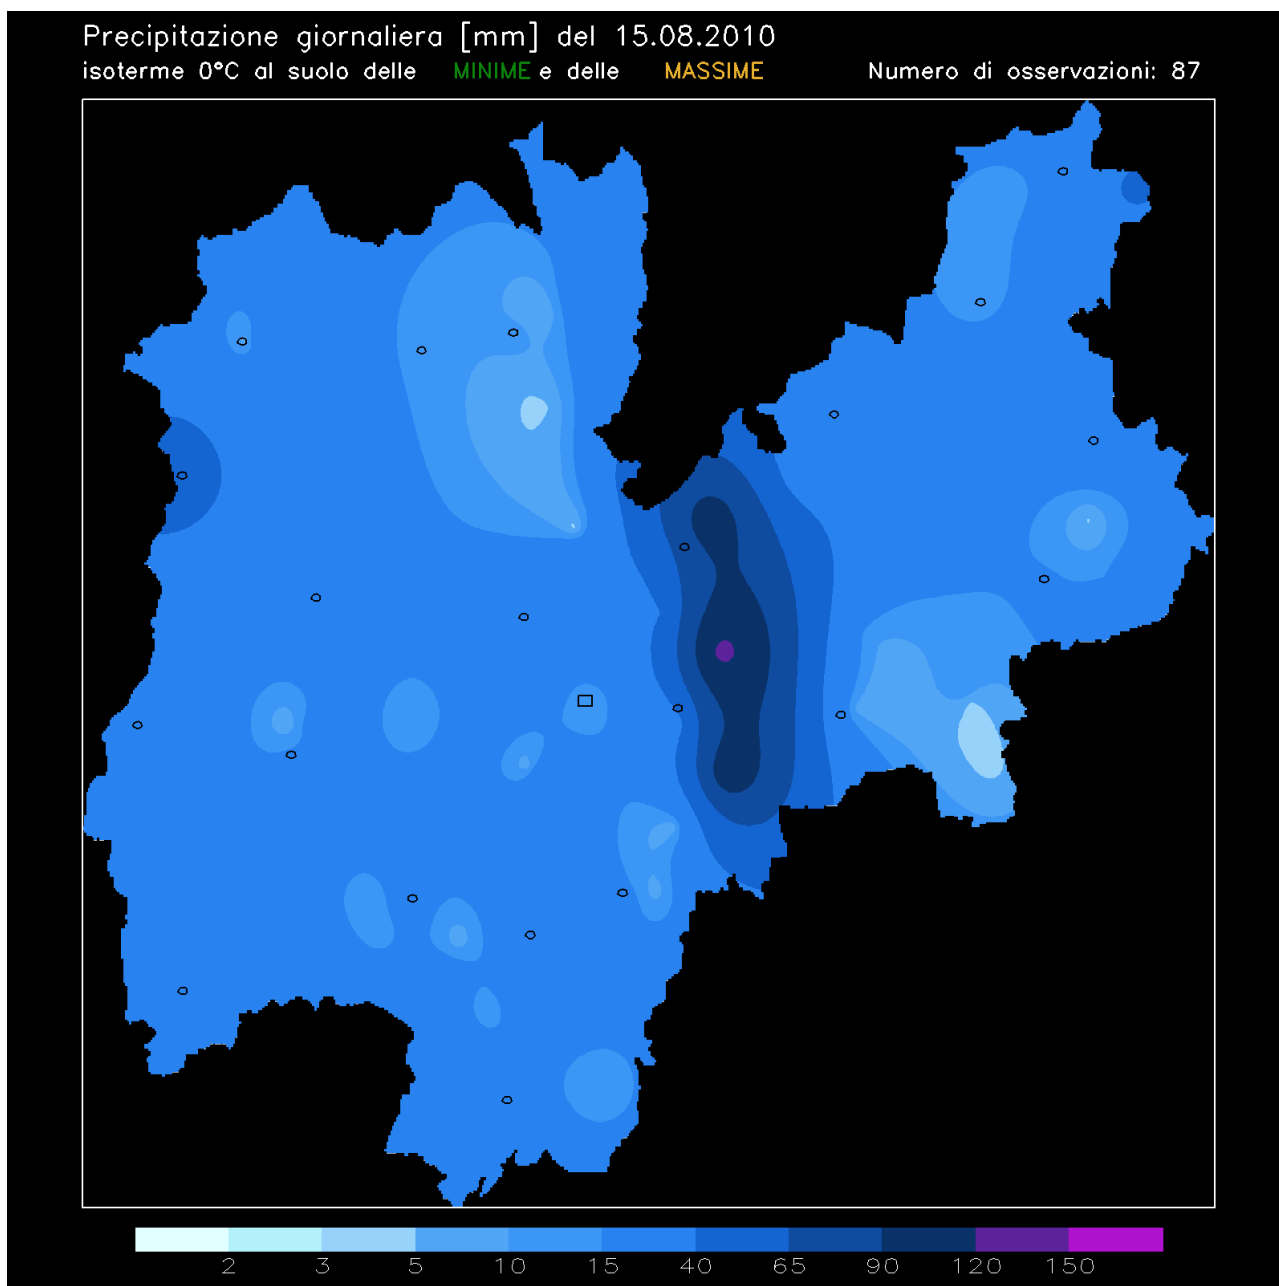 Precipitazione giornaliera [mm] del 15.08.2010
isoterme 0°C al suolo delle MINIME e delle MASSIME Numero di osservazioni: 87
2 3 5 10 15 40 65 90 120 150